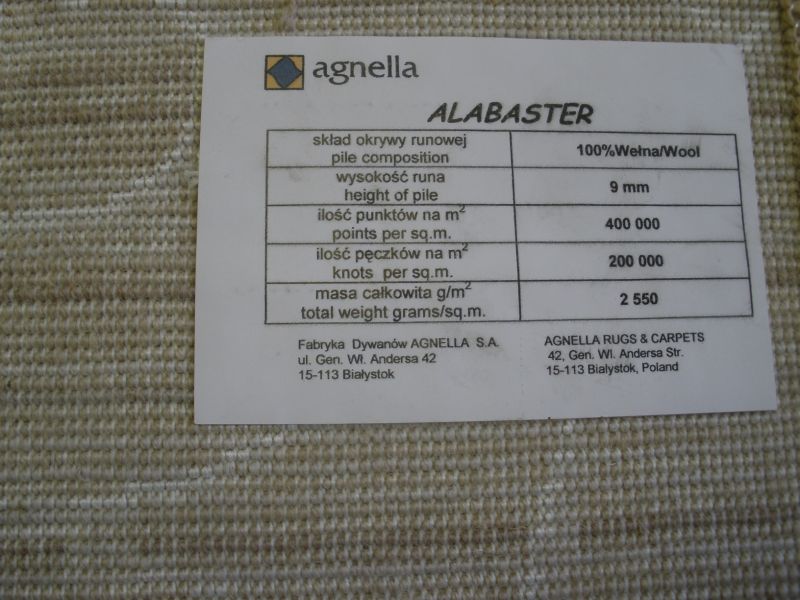 agnella
ALABASTER
skład okrywy runowej
pile composition
100%Wełna/Wool
wysokość runa
height of pile
9 mm
ilość punktów na m²
points per sq.m.
400 000
ilość pęczków na m²
knots per sq.m.
200 000
masa całkowita g/m²
total weight grams/sq.m.
2 550
Fabryka Dywanów AGNELLA S.A.
ul. Gen. Wł. Andersa 42
15-113 Białystok
AGNELLA RUGS & CARPETS
42, Gen. Wl. Andersa Str.
15-113 Bialystok, Poland